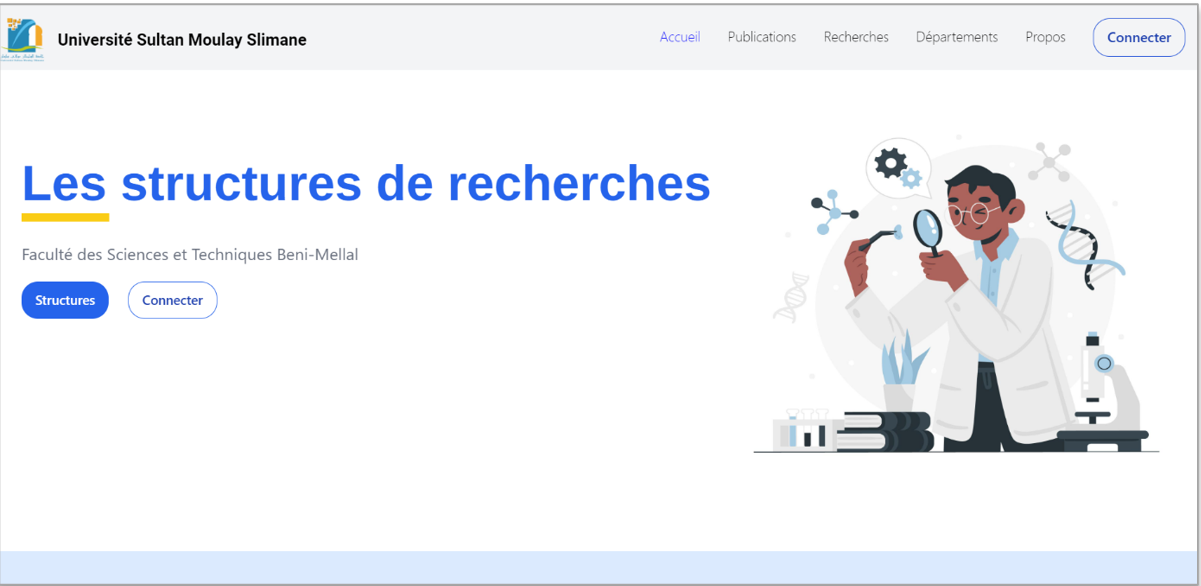 Université Sultan Moulay Slimane
Accueil Publications Recherches Départements Propos Connecter
Les structures de recherches
Faculté des Sciences et Techniques Beni-Mellal
Structures Connecter